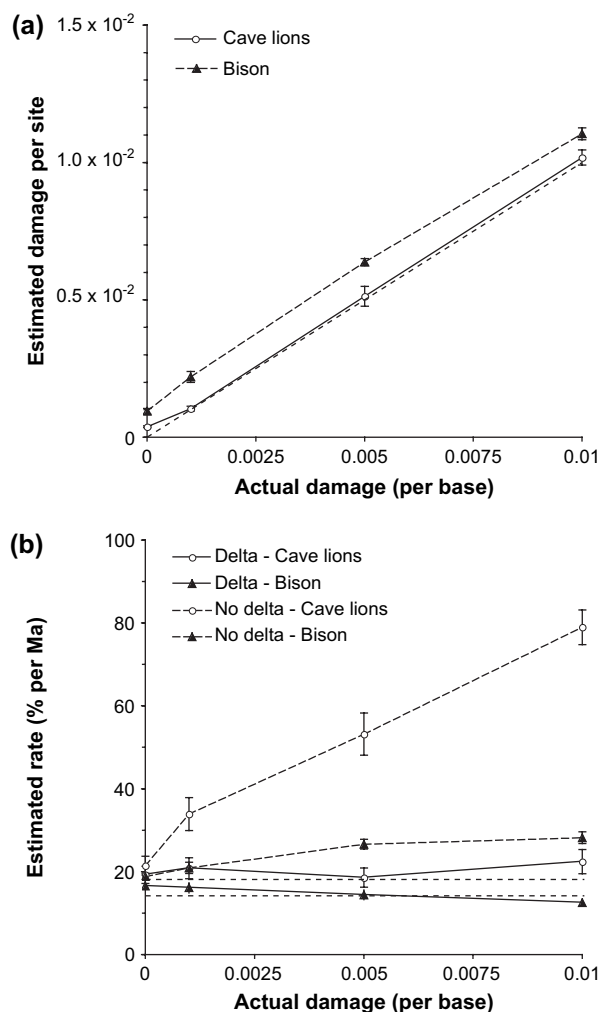 (a)
1.5 x 10⁻²
Cave lions
Bison
1.0 x 10⁻²
0.5 x 10⁻²
0
Estimated damage per site
0 0.0025 0.005 0.0075 0.01
Actual damage (per base)
(b)
100
Delta - Cave lions
Delta - Bison
No delta - Cave lions
No delta - Bison
80
60
40
20
0
Estimated rate (% per Ma)
0 0.0025 0.005 0.0075 0.01
Actual damage (per base)